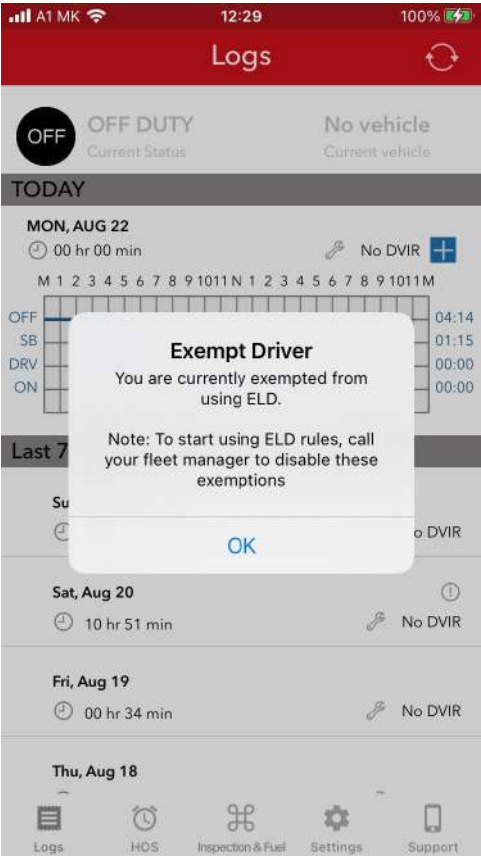 A1 MK 12:29 100%
Logs
OFF OFF DUTY No vehicle
Current Status Current vehicle
TODAY
MON, AUG 22
00 hr 00 min No DVIR
M 1 2 3 4 5 6 7 8 9 10 11 N 1 2 3 4 5 6 7 8 9 10 11 M
OFF 04:14
SB 01:15
DRV 00:00
ON 00:00
Exempt Driver
You are currently exempted from
using ELD.
Note: To start using ELD rules, call
your fleet manager to disable these
exemptions
OK
Last 7
Su
o DVIR
Sat, Aug 20
10 hr 51 min No DVIR
Fri, Aug 19
00 hr 34 min No DVIR
Thu, Aug 18
Logs HOS Inspection & Fuel Settings Support